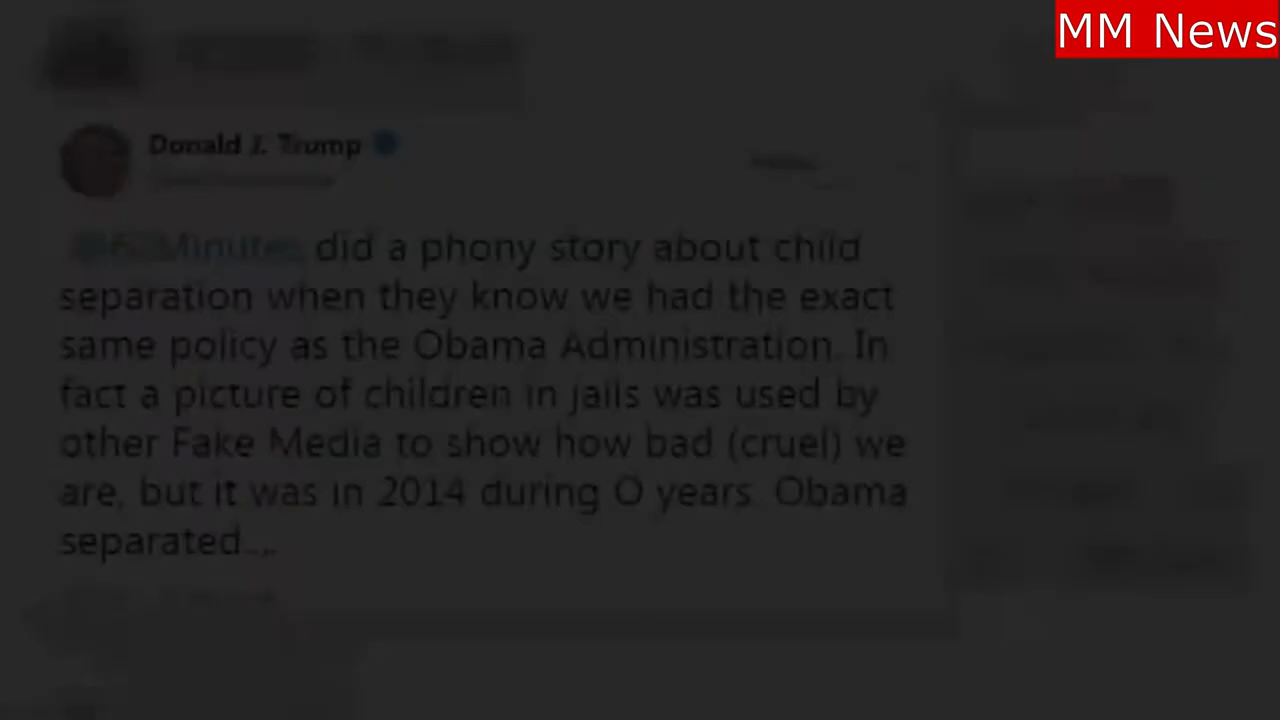 MM News
Donald J. Trump
@60Minutes did a phony story about child
separation when they know we had the exact
same policy as the Obama Administration. In
fact a picture of children in jails was used by
other Fake Media to show how bad (cruel) we
are, but it was in 2014 during O years. Obama
separated....